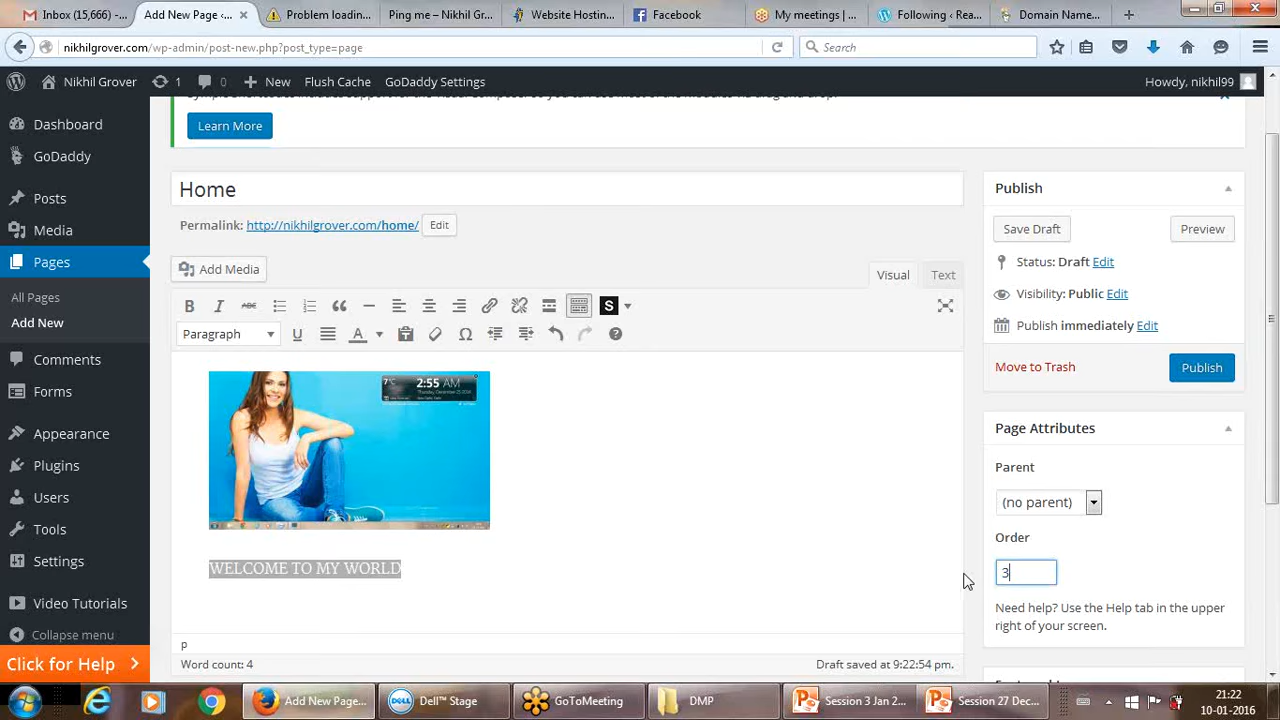 Inbox (15,666) - ...
Add New Page ‹ ...
Problem loadin...
Ping me – Nikhil Gr...
Website Hostin...
Facebook
My meetings | ...
Following ‹ Rea...
Domain Name...
nikhilgrover.com/wp-admin/post-new.php?post_type=page
Search
Nikhil Grover
1
0
New
Flush Cache
GoDaddy Settings
Howdy, nikhil99
Learn More
Dashboard
GoDaddy
Posts
Media
Pages
All Pages
Add New
Comments
Forms
Appearance
Plugins
Users
Tools
Settings
Video Tutorials
Collapse menu
Click for Help
Home
Permalink: http://nikhilgrover.com/home/ Edit
Add Media
Visual
Text
B I ABC
S
Paragraph
U
A
7°C
2:55 AM
WELCOME TO MY WORLD
p
Word count: 4
Draft saved at 9:22:54 pm.
Publish
Save Draft
Preview
Status: Draft Edit
Visibility: Public Edit
Publish immediately Edit
Move to Trash
Publish
Page Attributes
Parent
(no parent)
Order
3
Need help? Use the Help tab in the upper
right of your screen.
Add New Page...
Dell™ Stage
GoToMeeting
DMP
Session 3 Jan 2...
Session 27 Dec...
21:22
10-01-2016